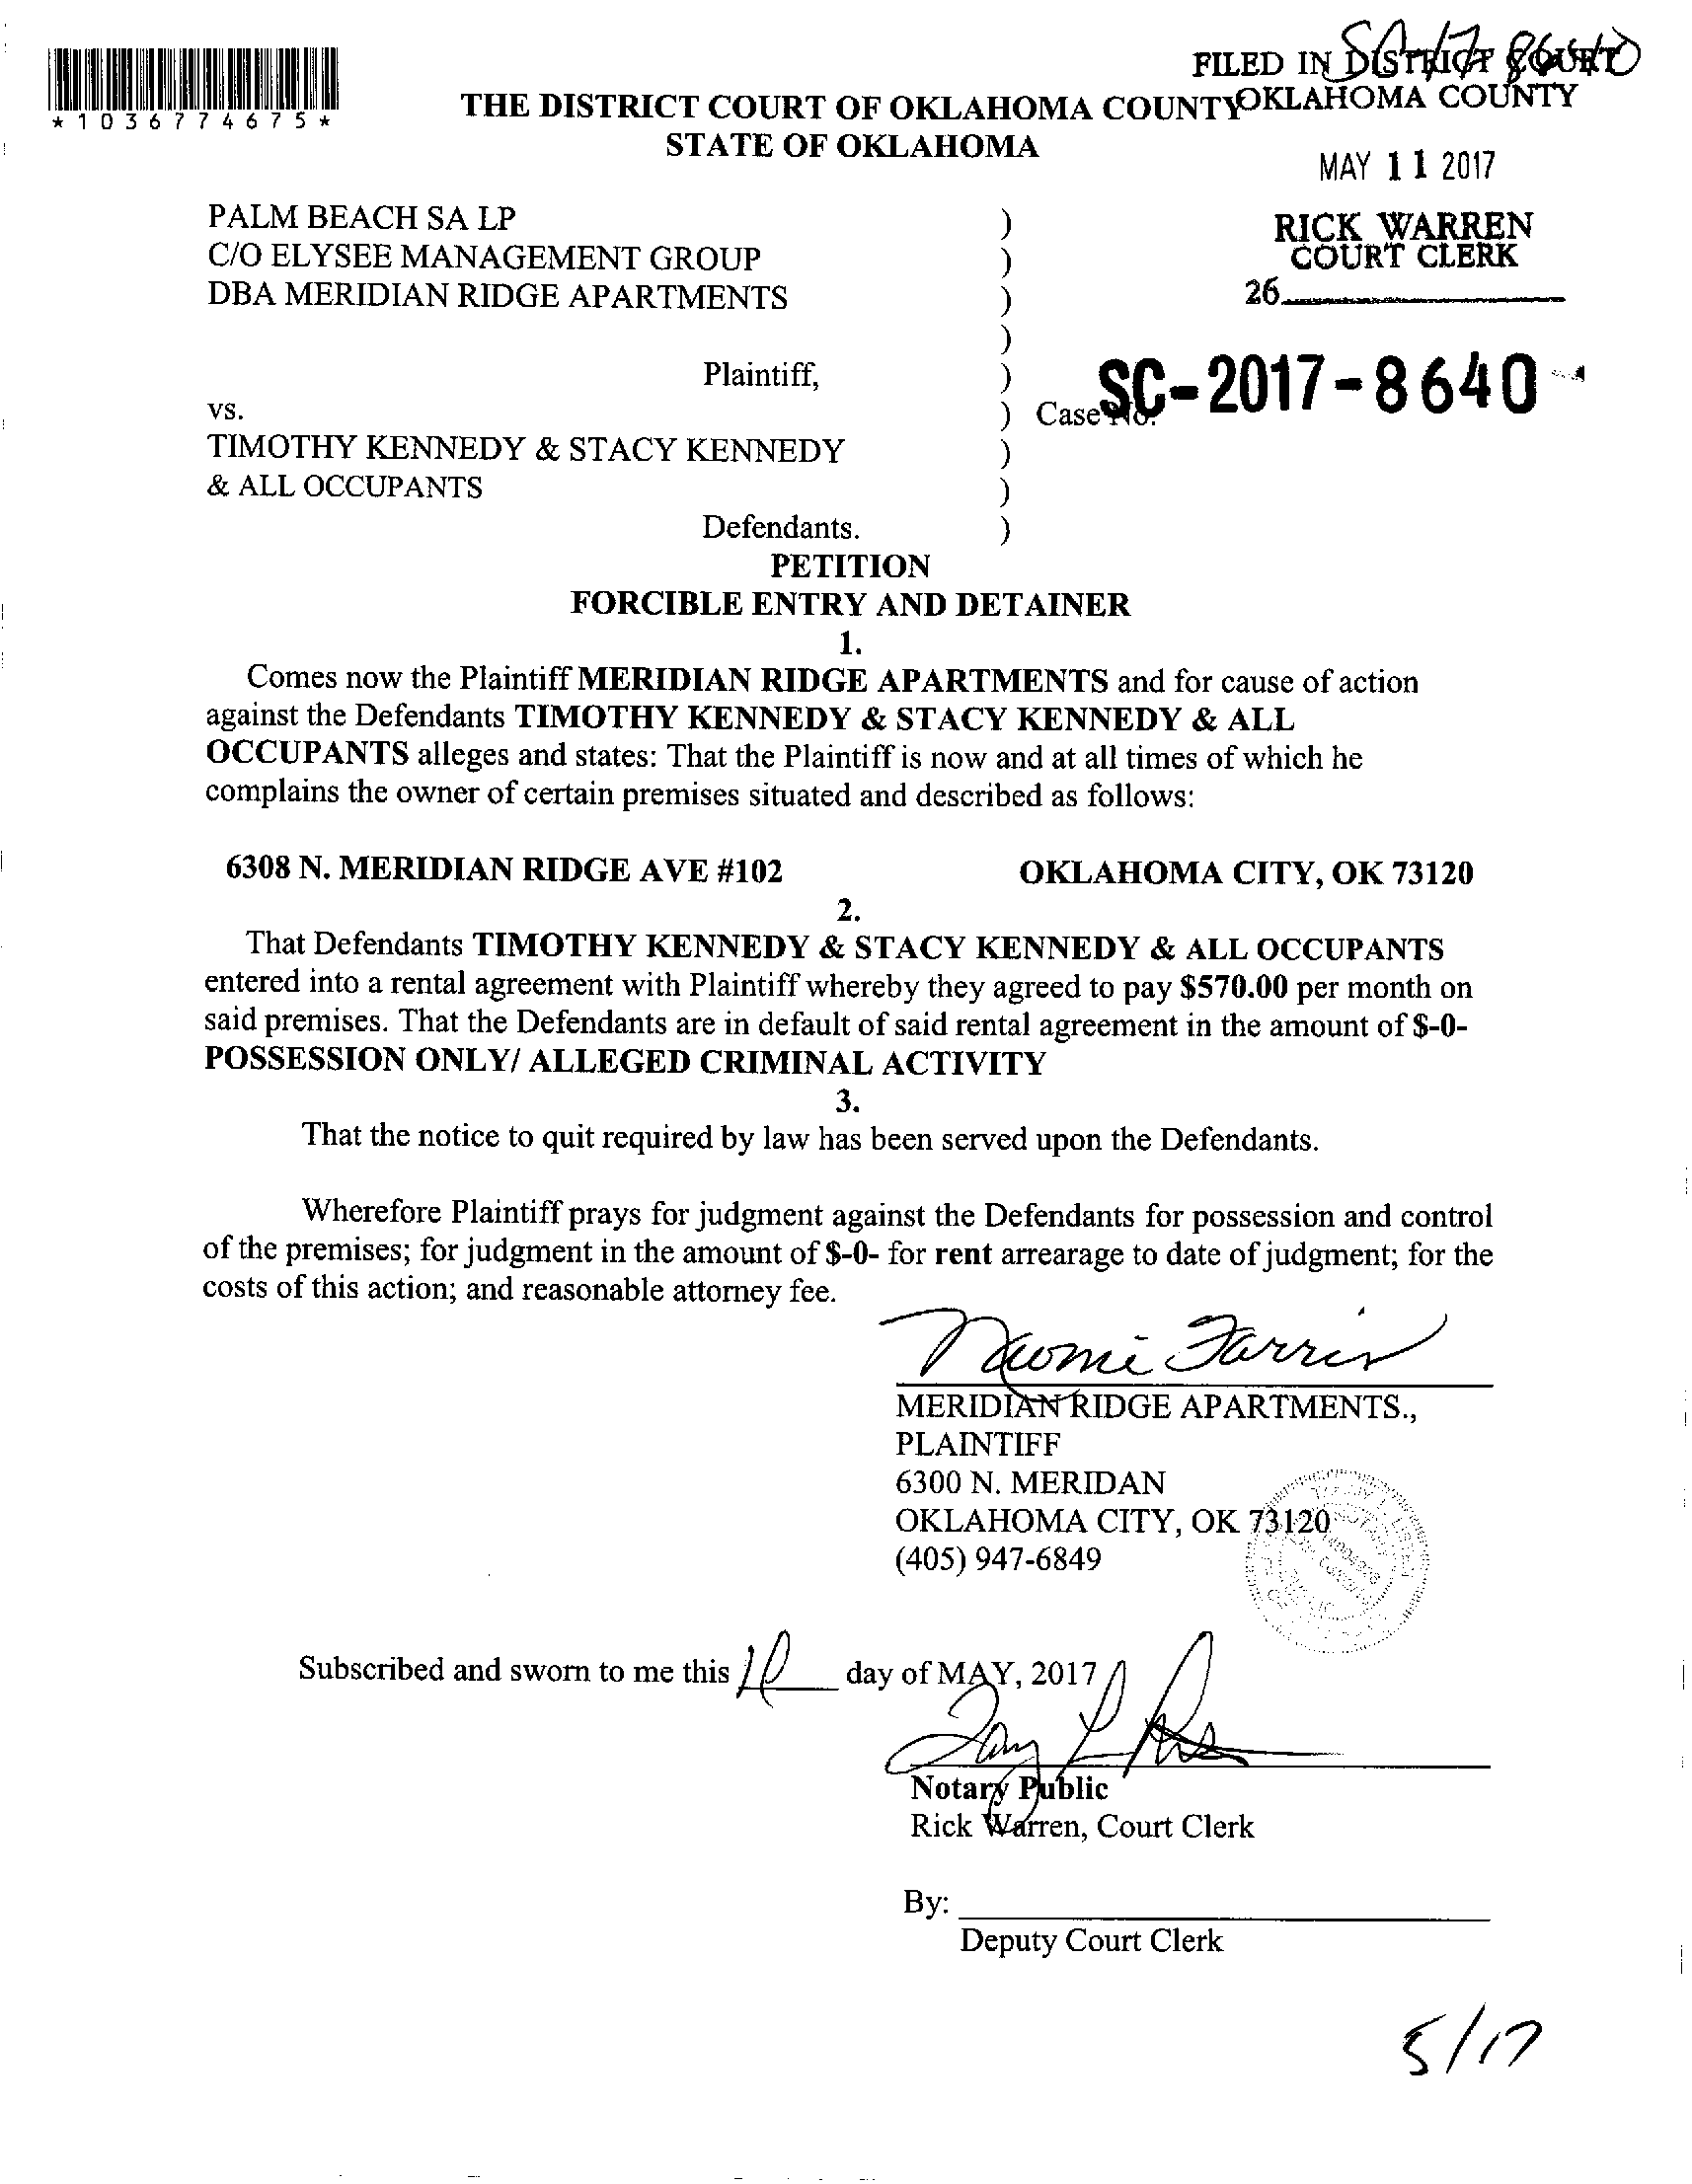 SC-17-8640
FILED IN DISTRICT COURT
OKLAHOMA COUNTY
*1036774675*
THE DISTRICT COURT OF OKLAHOMA COUNTY
STATE OF OKLAHOMA
MAY 11 2017
PALM BEACH SA LP )
C/O ELYSEE MANAGEMENT GROUP )
DBA MERIDIAN RIDGE APARTMENTS )
RICK WARREN
COURT CLERK
26
)
Plaintiff, )
vs. ) Case No. SC-2017-8640
TIMOTHY KENNEDY & STACY KENNEDY )
& ALL OCCUPANTS )
Defendants. )
PETITION
FORCIBLE ENTRY AND DETAINER
1.
Comes now the Plaintiff MERIDIAN RIDGE APARTMENTS and for cause of action
against the Defendants TIMOTHY KENNEDY & STACY KENNEDY & ALL
OCCUPANTS alleges and states: That the Plaintiff is now and at all times of which he
complains the owner of certain premises situated and described as follows:
6308 N. MERIDIAN RIDGE AVE #102 OKLAHOMA CITY, OK 73120
2.
That Defendants TIMOTHY KENNEDY & STACY KENNEDY & ALL OCCUPANTS
entered into a rental agreement with Plaintiff whereby they agreed to pay $570.00 per month on
said premises. That the Defendants are in default of said rental agreement in the amount of $-0-
POSSESSION ONLY/ ALLEGED CRIMINAL ACTIVITY
3.
That the notice to quit required by law has been served upon the Defendants.
Wherefore Plaintiff prays for judgment against the Defendants for possession and control
of the premises; for judgment in the amount of $-0- for rent arrearage to date of judgment; for the
costs of this action; and reasonable attorney fee.
Naomi Farris
MERIDIAN RIDGE APARTMENTS.,
PLAINTIFF
6300 N. MERIDAN
OKLAHOMA CITY, OK 73120
(405) 947-6849
Subscribed and sworn to me this 10 day of MAY, 2017
Notary Public
Rick Warren, Court Clerk
By:
Deputy Court Clerk
5/17